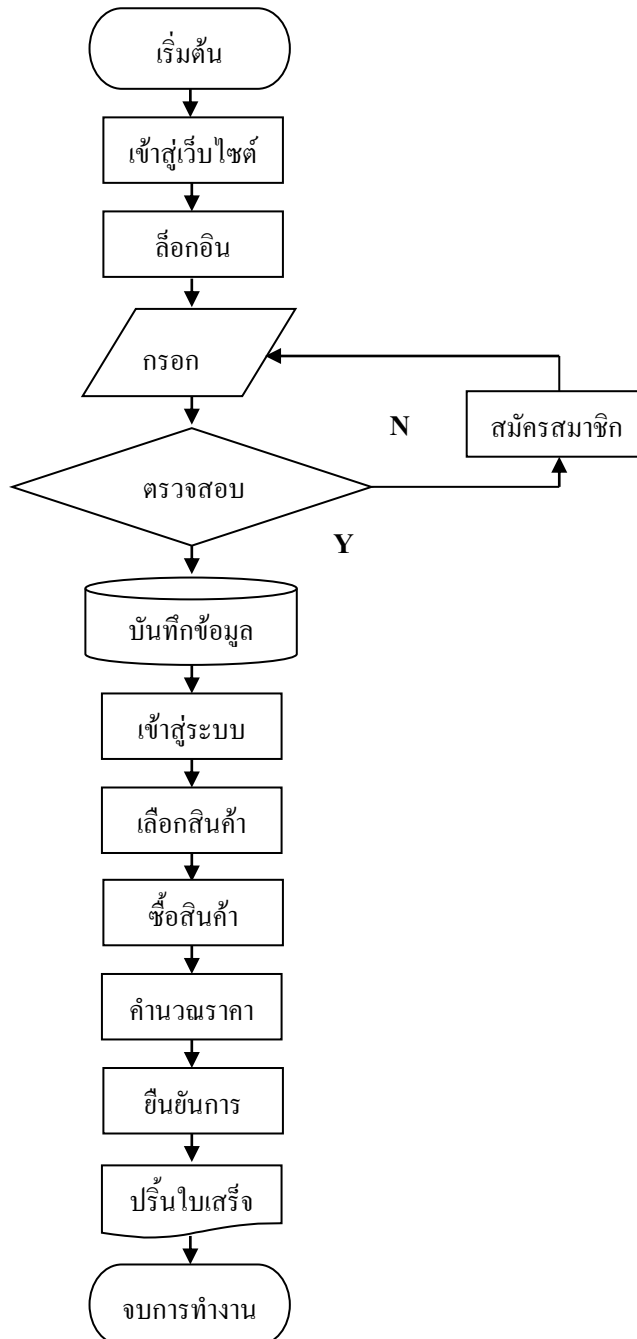 เริ่มต้น
เข้าสู่เว็บไซต์
ล็อกอิน
กรอก
N
สมัครสมาชิก
ตรวจสอบ
Y
บันทึกข้อมูล
เข้าสู่ระบบ
เลือกสินค้า
ซื้อสินค้า
คำนวณราคา
ยืนยันการ
ปริ้นใบเสร็จ
จบการทำงาน